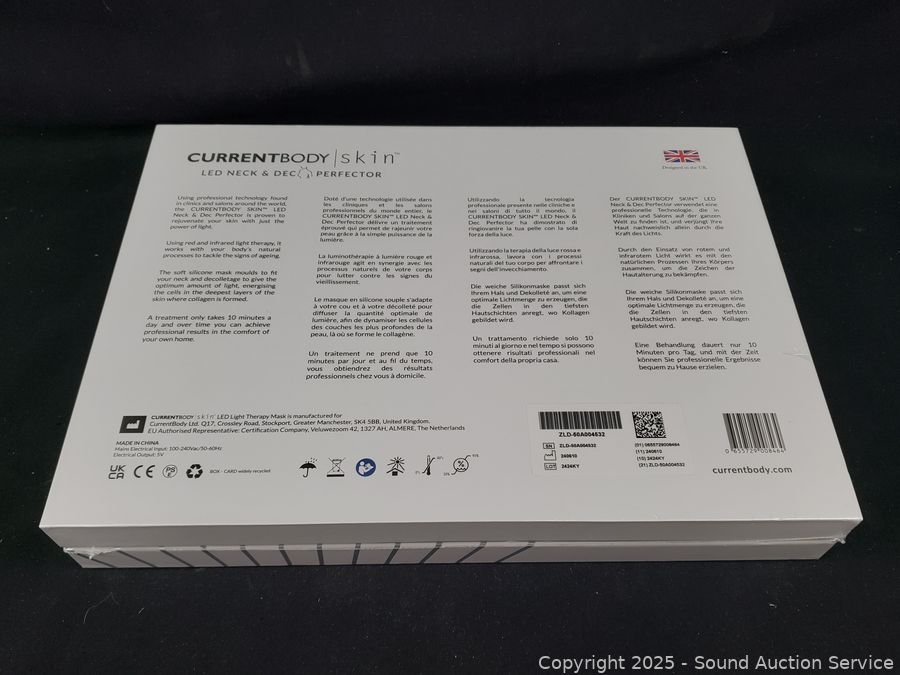 CURRENTBODY | skin™
LED NECK & DEC PERFECTOR
Designed in the UK
Using professional technology found
in clinics and salons around the world,
the CURRENTBODY SKIN™ LED
Neck & Dec Perfector is proven to
rejuvenate your skin with just the
power of light.
Using red and infrared light therapy, it
works with your body's natural
processes to tackle the signs of ageing.
The soft silicone mask moulds to fit
your neck and decolletage to give the
optimum amount of light, energising
the cells in the deepest layers of the
skin where collagen is formed.
A treatment only takes 10 minutes a
day and over time you can achieve
professional results in the comfort of
your own home.
Doté d'une technologie utilisée dans
les cliniques et les salons
professionnels du monde entier, le
CURRENTBODY SKIN™ LED Neck &
Dec Perfector délivre un traitement
éprouvé qui permet de rajeunir votre
peau grâce à la simple puissance de la
lumière.
La luminothérapie à lumière rouge et
infrarouge agit en synergie avec les
processus naturels de votre corps
pour lutter contre les signes du
vieillissement.
Le masque en silicone souple s'adapte
à votre cou et à votre décolleté pour
diffuser la quantité optimale de
lumière, afin de dynamiser les cellules
des couches les plus profondes de la
peau, là où se forme le collagène.
Un traitement ne prend que 10
minutes par jour et au fil du temps,
vous obtiendrez des résultats
professionnels chez vous à domicile.
Utilizzando la tecnologia
professionale presente nelle cliniche e
nei saloni di tutto il mondo, il
CURRENTBODY SKIN™ LED Neck &
Dec Perfector ha dimostrato di
ringiovanire la tua pelle con la sola
forza della luce.
Utilizzando la terapia della luce rossa e
infrarossa, lavora con i processi
naturali del tuo corpo per affrontare i
segni dell'invecchiamento.
Die weiche Silikonmaske passt sich
Ihrem Hals und Dekolleté an, um eine
optimale Lichtmenge zu erzeugen, die
die Zellen in den tiefsten
Hautschichten anregt, wo Kollagen
gebildet wird.
Un trattamento richiede solo 10
minuti al giorno e nel tempo si possono
ottenere risultati professionali nel
comfort della propria casa.
Der CURRENTBODY SKIN™ LED
Neck & Dec Perfector verwendet eine
professionelle Technologie, die in
Kliniken und Salons auf der ganzen
Welt zu finden ist, und verjüngt Ihre
Haut nachweislich allein durch die
Kraft des Lichts.
Durch den Einsatz von rotem und
infrarotem Licht wirkt es mit den
natürlichen Prozessen Ihres Körpers
zusammen, um die Zeichen der
Hautalterung zu bekämpfen.
Die weiche Silikonmaske passt sich
Ihrem Hals und Dekolleté an, um eine
optimale Lichtmenge zu erzeugen, die
die Zellen in den tiefsten
Hautschichten anregt, wo Kollagen
gebildet wird.
Eine Behandlung dauert nur 10
Minuten pro Tag, und mit der Zeit
können Sie professionelle Ergebnisse
bequem zu Hause erzielen.
CURRENTBODY | skin™ LED Light Therapy Mask is manufactured for
CurrentBody Ltd. Q17, Crossley Road, Stockport, Greater Manchester, SK4 5BB, United Kingdom.
EU Authorised Representative: Certification Company, Veluwezoom 42, 1327 AH, ALMERE, The Netherlands
MADE IN CHINA
Mains Electrical Input: 100-240Vac/50-60Hz
Electrical Output: 5V
UK CA CE BOX - CARD widely recycled
ZLD-50A004532
SN ZLD-50A004532
240610
LOT 2424KY
(01) 0655729008464
(11) 240610
(10) 2424KY
(21) ZLD-50A004532
0 655729 008464
currentbody.com
Copyright 2025 - Sound Auction Service